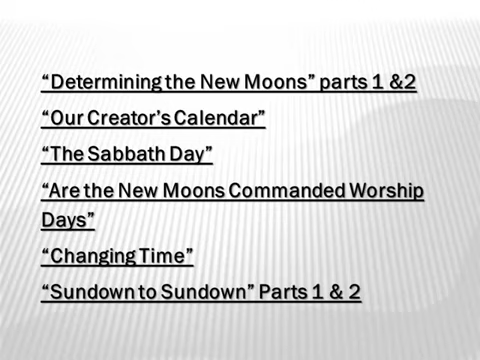 “Determining the New Moons” parts 1 &2
“Our Creator’s Calendar”
“The Sabbath Day”
“Are the New Moons Commanded Worship
Days”
“Changing Time”
“Sundown to Sundown” Parts 1 & 2